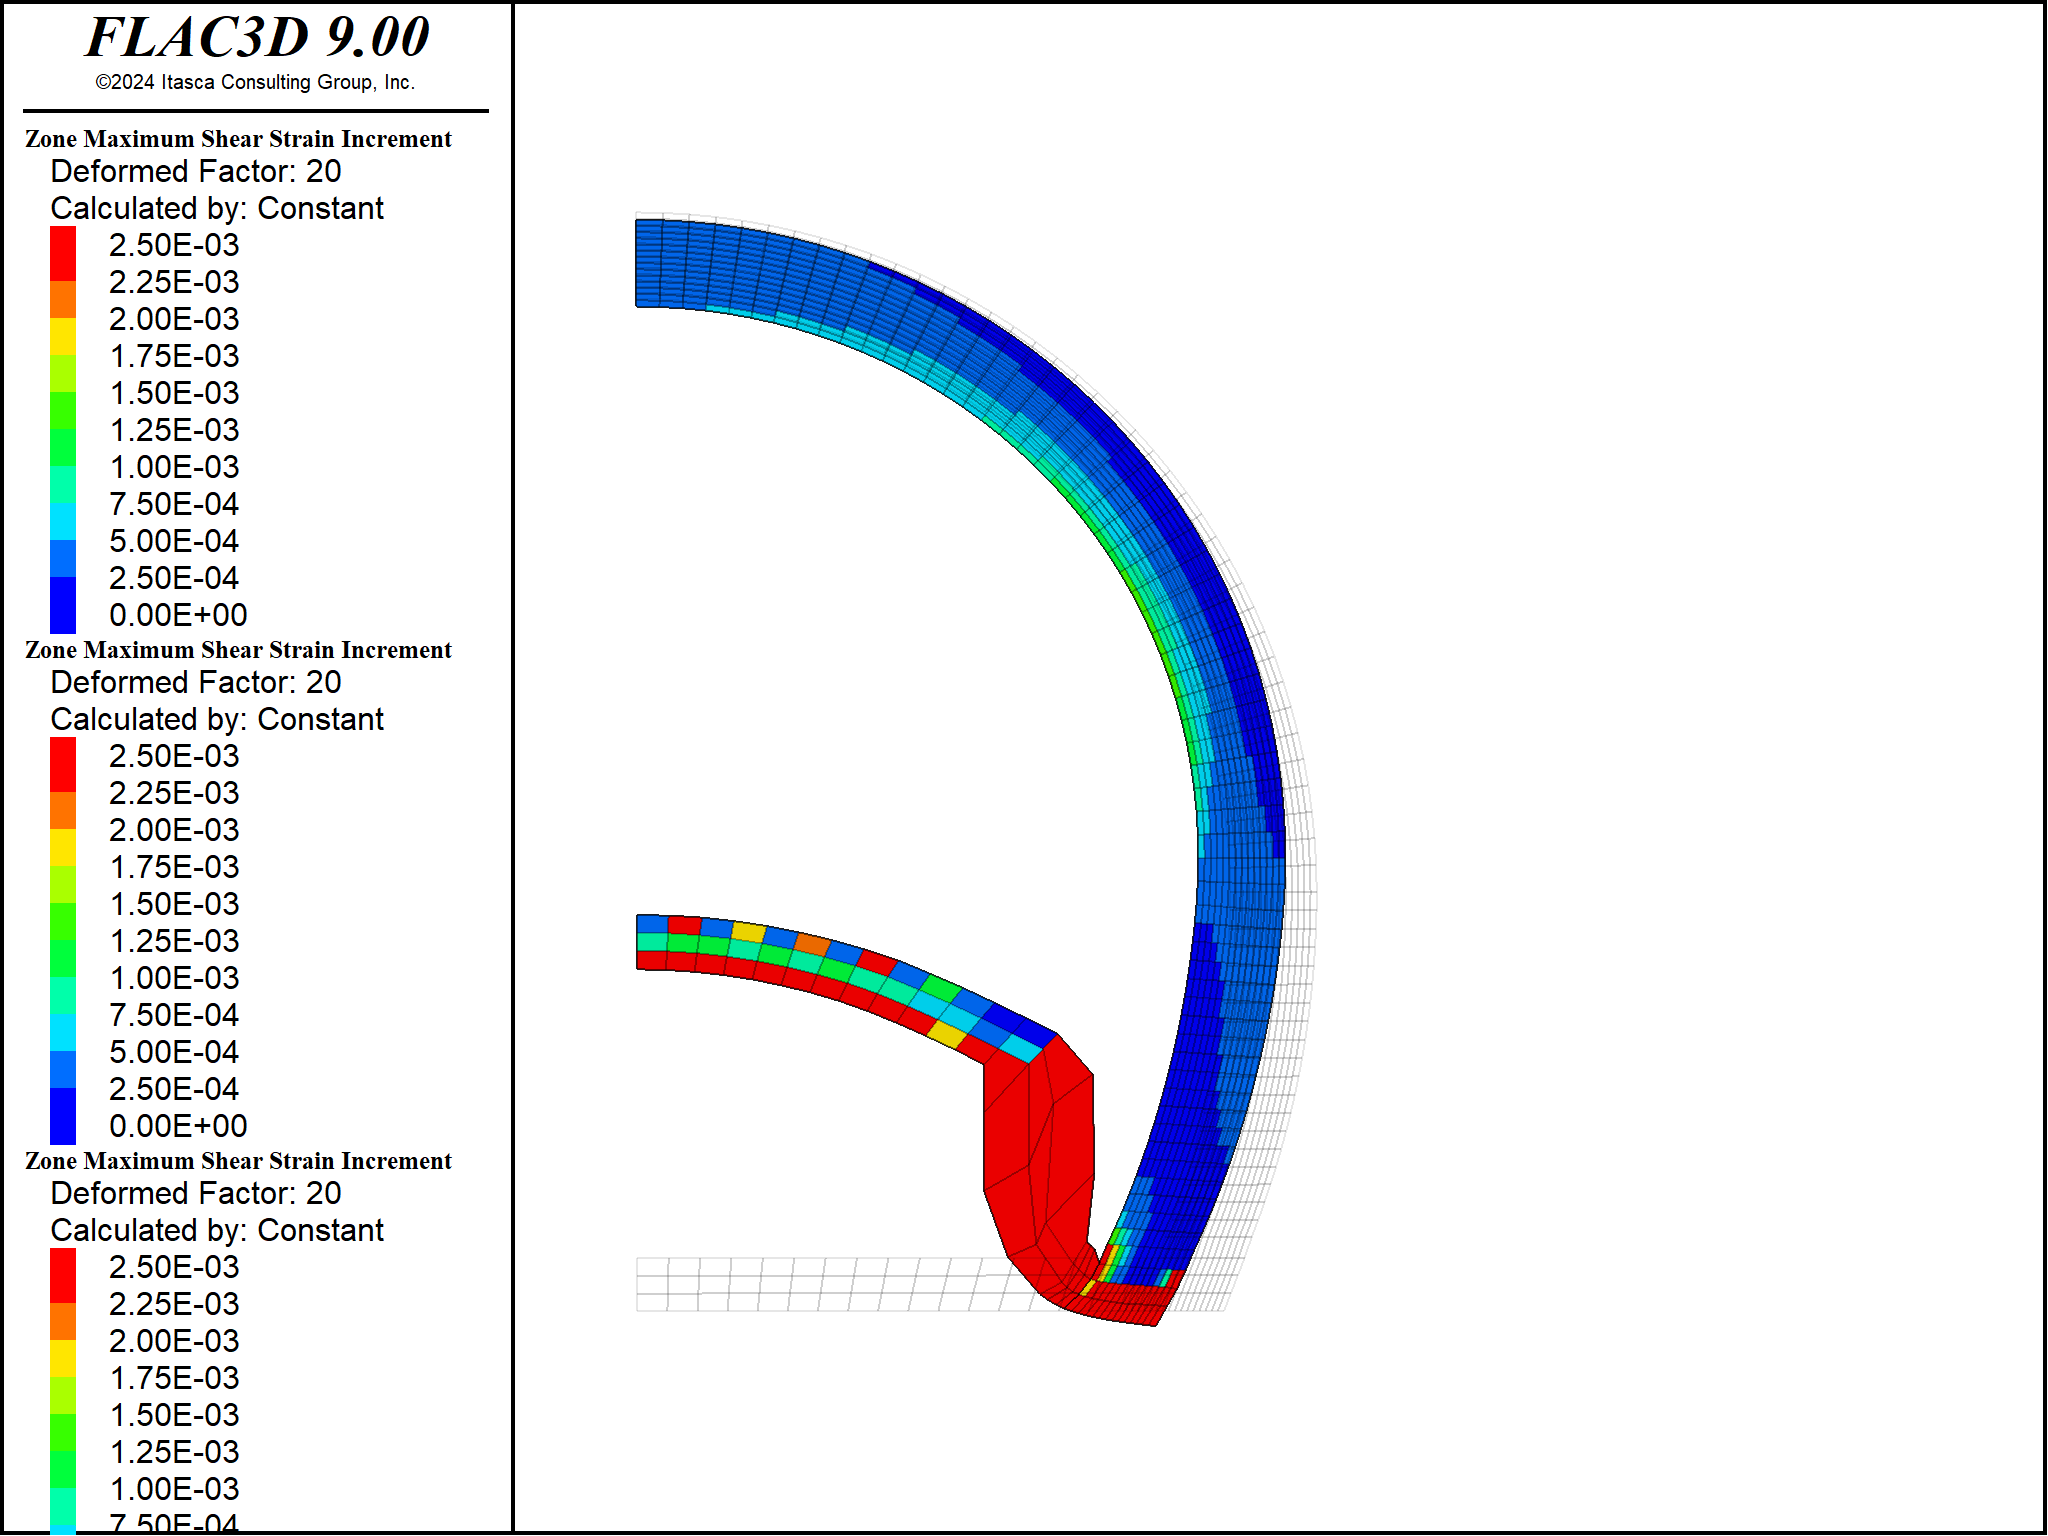 FLAC3D 9.00
©2024 Itasca Consulting Group, Inc.
Zone Maximum Shear Strain Increment
Deformed Factor: 20
Calculated by: Constant
2.50E-03
2.25E-03
2.00E-03
1.75E-03
1.50E-03
1.25E-03
1.00E-03
7.50E-04
5.00E-04
2.50E-04
0.00E+00
Zone Maximum Shear Strain Increment
Deformed Factor: 20
Calculated by: Constant
2.50E-03
2.25E-03
2.00E-03
1.75E-03
1.50E-03
1.25E-03
1.00E-03
7.50E-04
5.00E-04
2.50E-04
0.00E+00
Zone Maximum Shear Strain Increment
Deformed Factor: 20
Calculated by: Constant
2.50E-03
2.25E-03
2.00E-03
1.75E-03
1.50E-03
1.25E-03
1.00E-03
7.50E-04